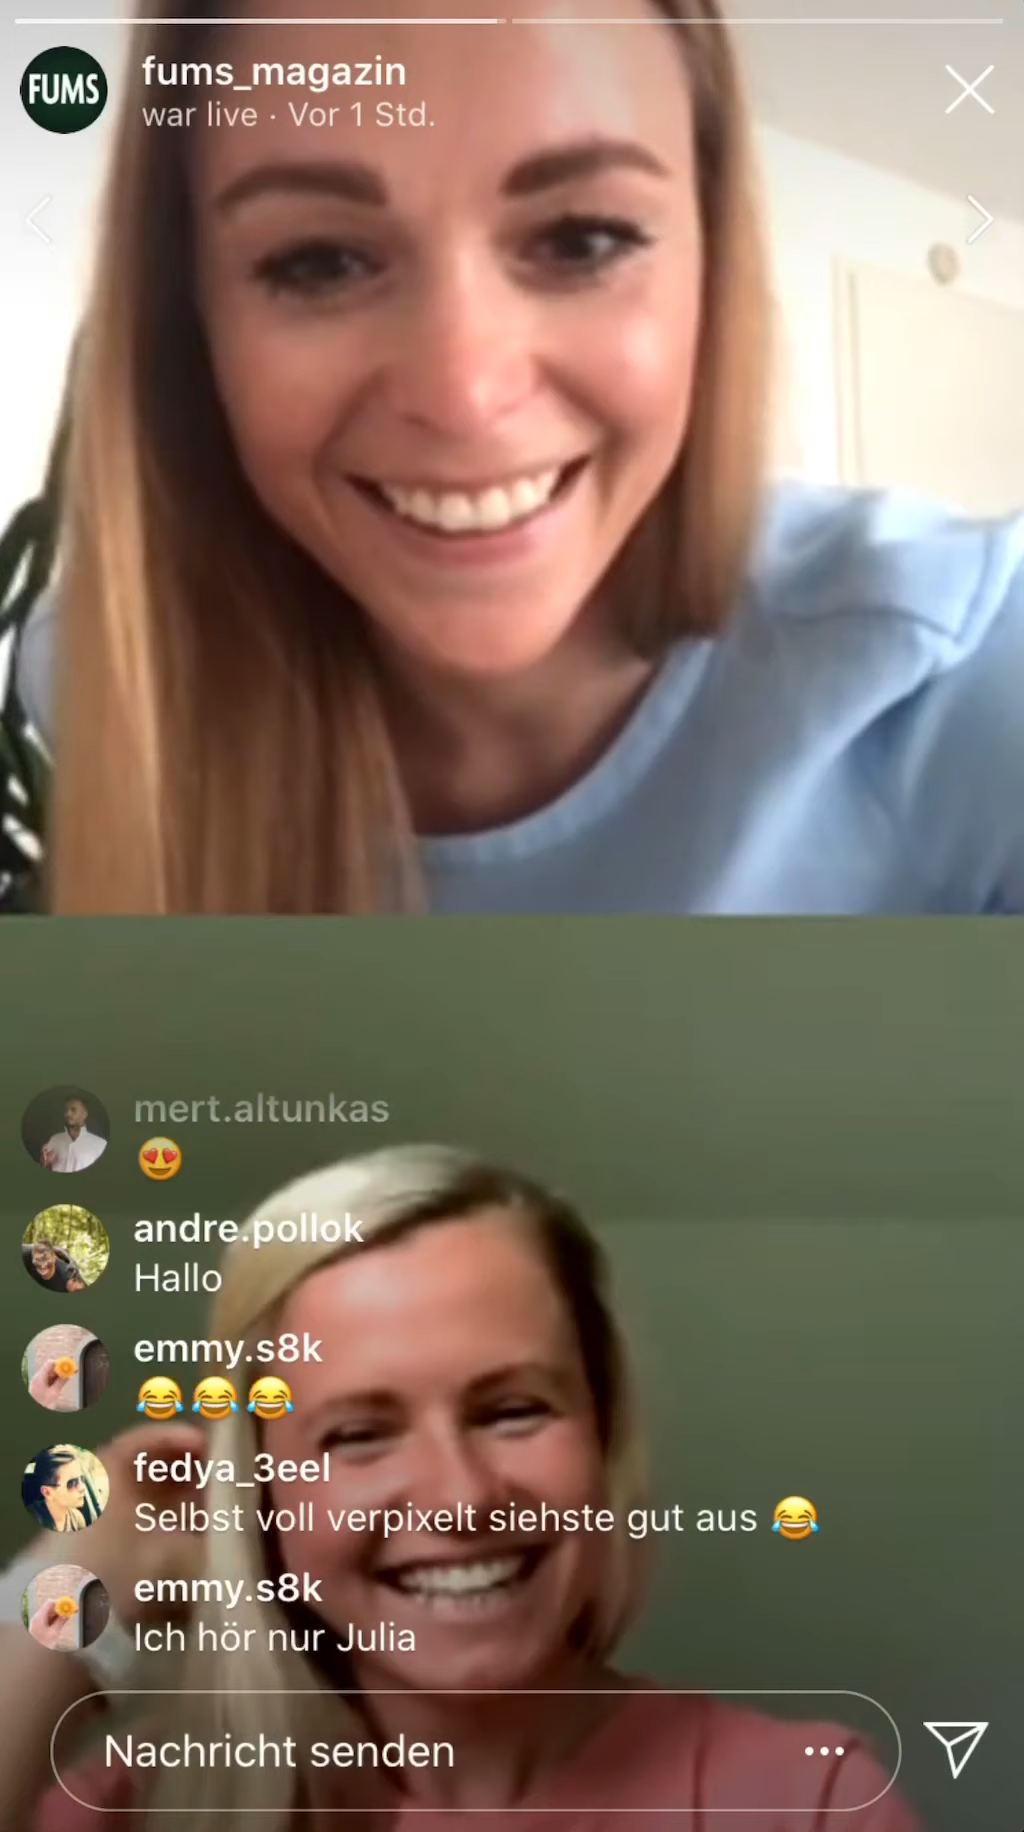 FUMS
fums_magazin
war live · Vor 1 Std.
mert.altunkas
😍
andre.pollok
Hallo
emmy.s8k
😂😂😂
fedya_3eel
Selbst voll verpixelt siehste gut aus 😂
emmy.s8k
Ich hör nur Julia
Nachricht senden